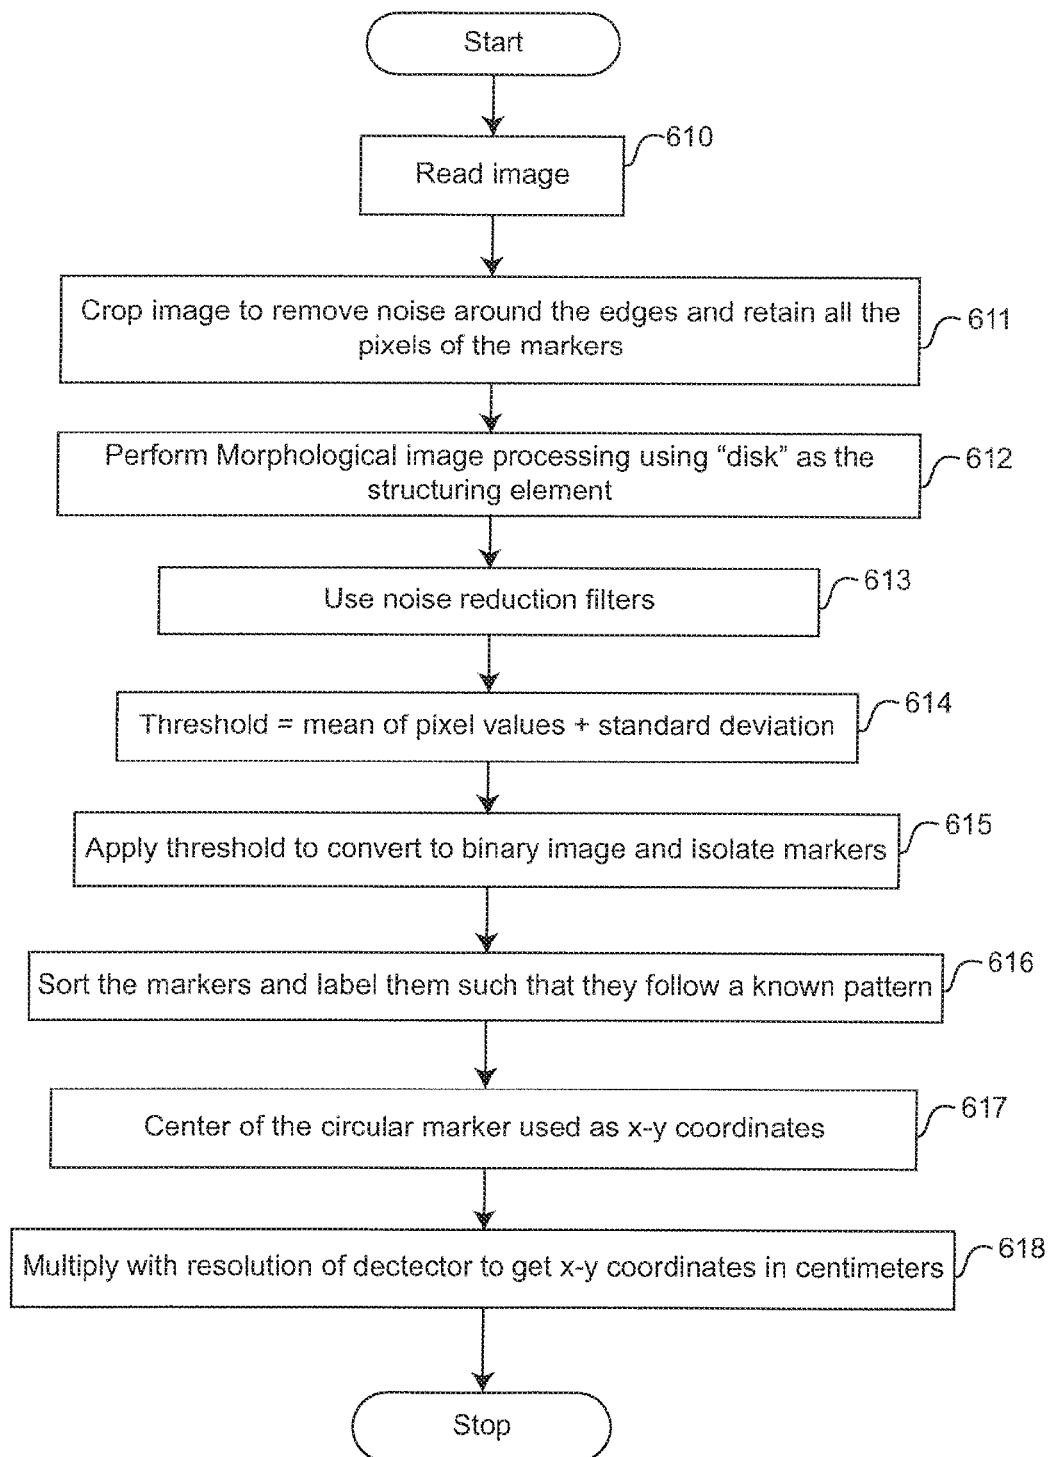 Start
610
Read image
Crop image to remove noise around the edges and retain all the
pixels of the markers
611
Perform Morphological image processing using “disk” as the
structuring element
612
Use noise reduction filters
613
Threshold = mean of pixel values + standard deviation
614
Apply threshold to convert to binary image and isolate markers
615
Sort the markers and label them such that they follow a known pattern
616
Center of the circular marker used as x-y coordinates
617
Multiply with resolution of dectector to get x-y coordinates in centimeters
618
Stop